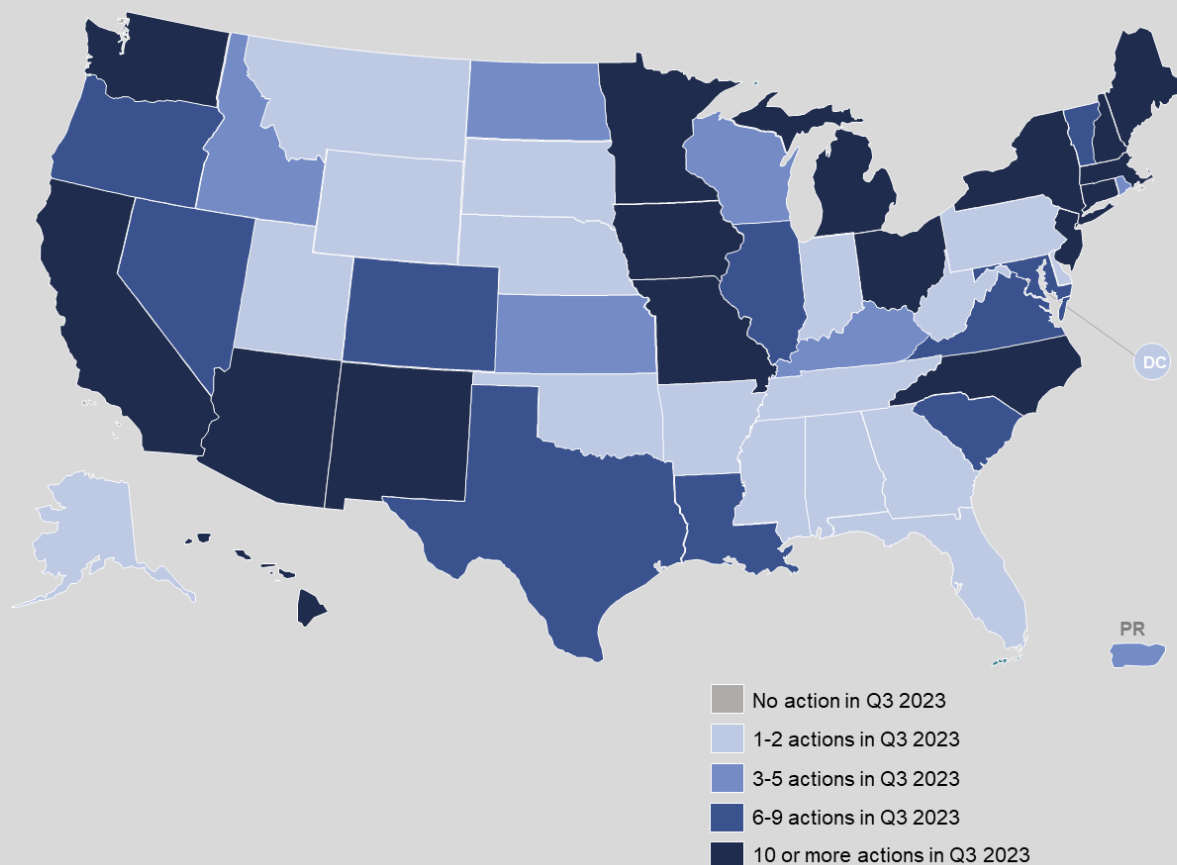 DC
PR
No action in Q3 2023
1-2 actions in Q3 2023
3-5 actions in Q3 2023
6-9 actions in Q3 2023
10 or more actions in Q3 2023